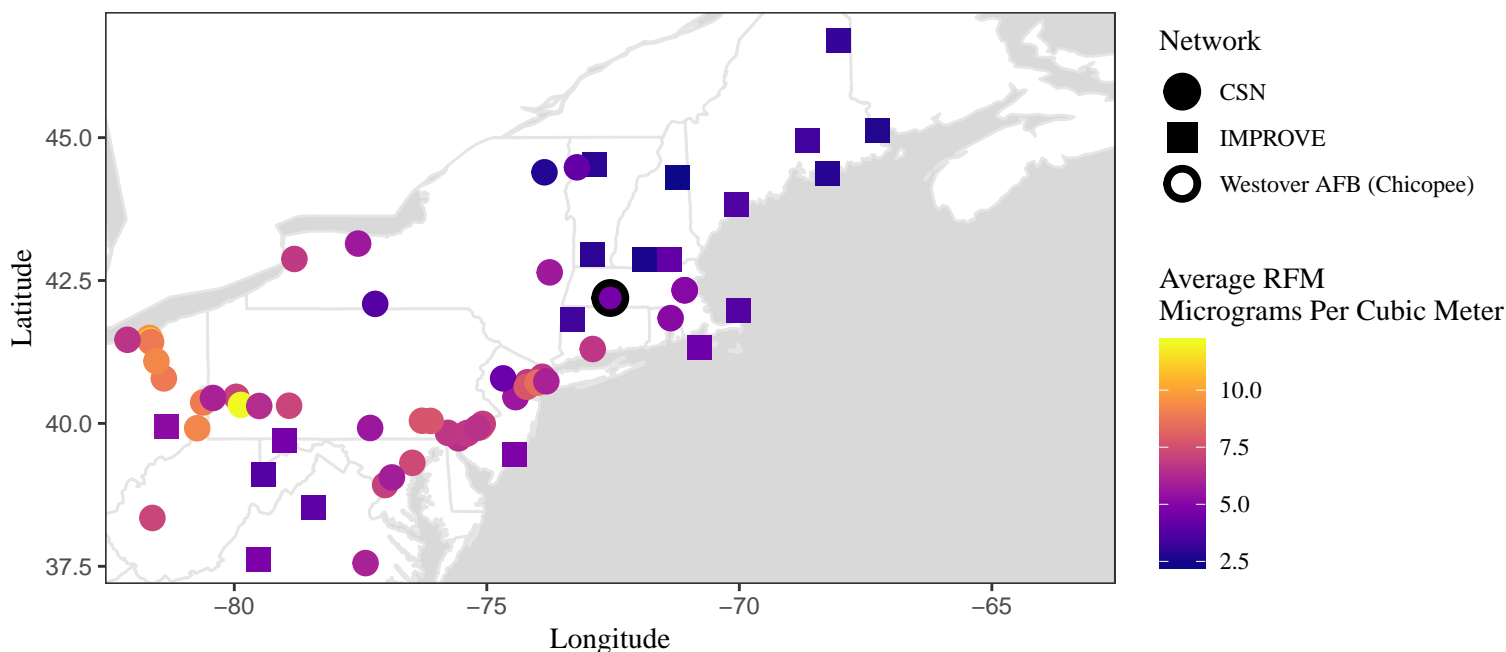 Network
CSN
IMPROVE
Westover AFB (Chicopee)
Average RFM
Micrograms Per Cubic Meter
10.0
7.5
5.0
2.5
Latitude
45.0
42.5
40.0
37.5
−80
−75
−70
−65
Longitude